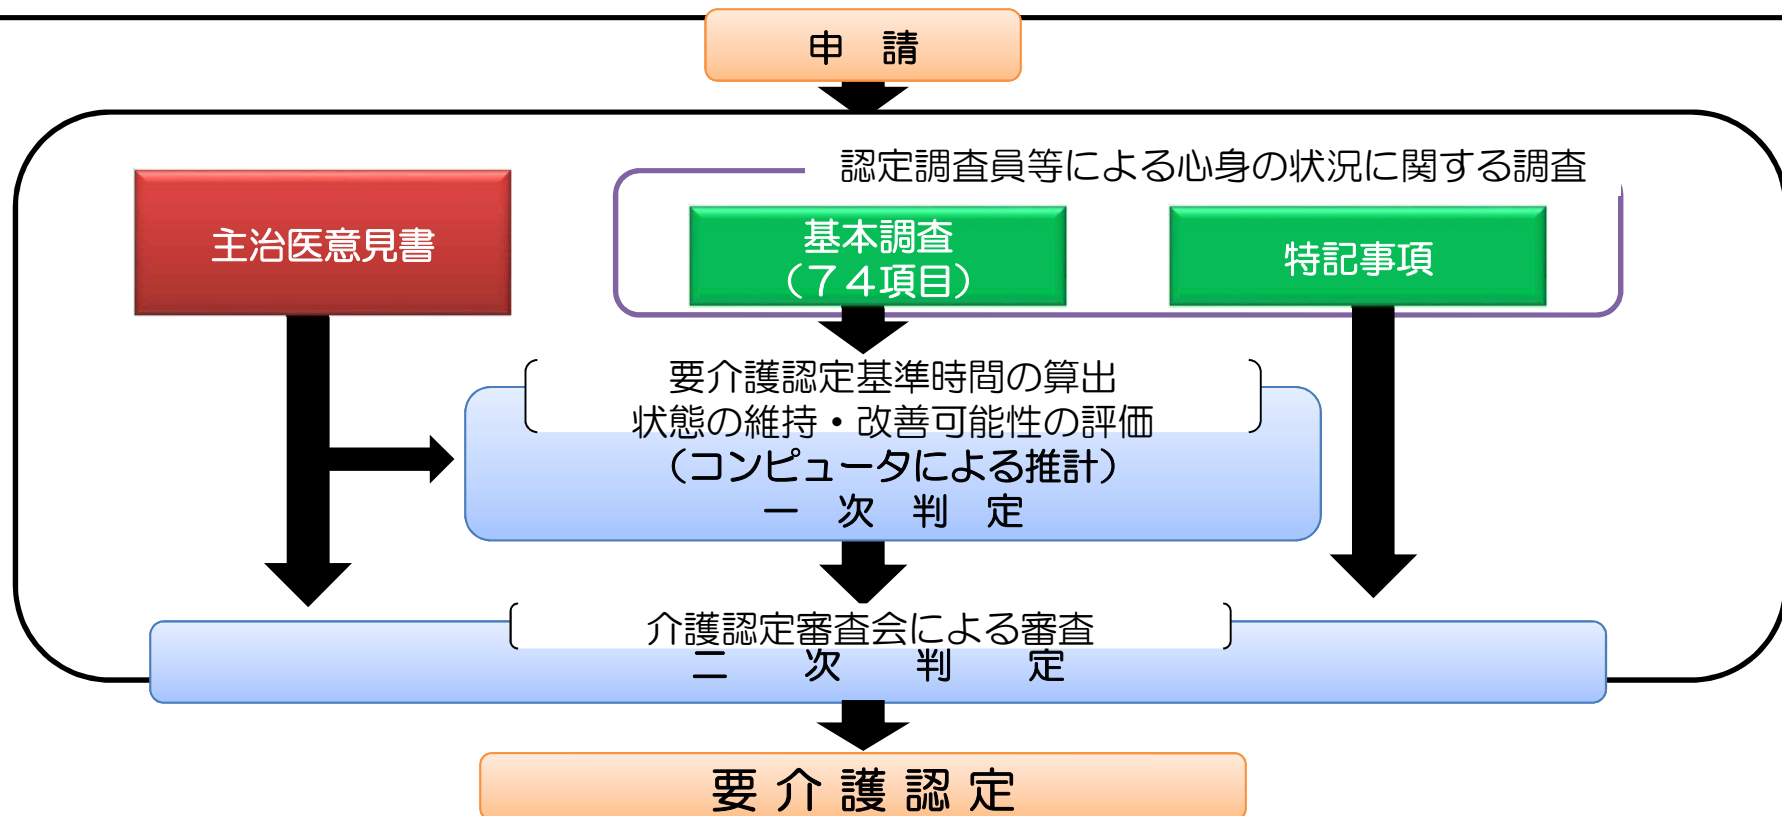 申　請
認定調査員等による心身の状況に関する調査
主治医意見書
基本調査
（７４項目）
特記事項
要介護認定基準時間の算出
状態の維持・改善可能性の評価
（コンピュータによる推計）
一　次　判　定
介護認定審査会による審査
二　　次　　判　　定
要 介 護 認 定